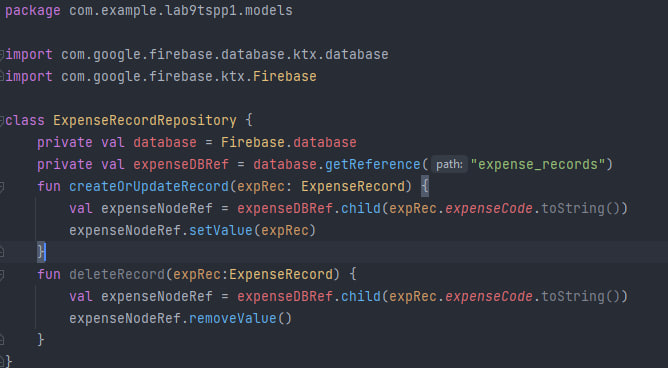 package com.example.lab9tspp1.models
import com.google.firebase.database.ktx.database
import com.google.firebase.ktx.Firebase
class ExpenseRecordRepository {
private val database = Firebase.database
private val expenseDBRef = database.getReference( path: "expense_records")
fun createOrUpdateRecord(expRec: ExpenseRecord) {
val expenseNodeRef = expenseDBRef.child(expRec.expenseCode.toString())
expenseNodeRef.setValue(expRec)
}
fun deleteRecord(expRec:ExpenseRecord) {
val expenseNodeRef = expenseDBRef.child(expRec.expenseCode.toString())
expenseNodeRef.removeValue()
}
}